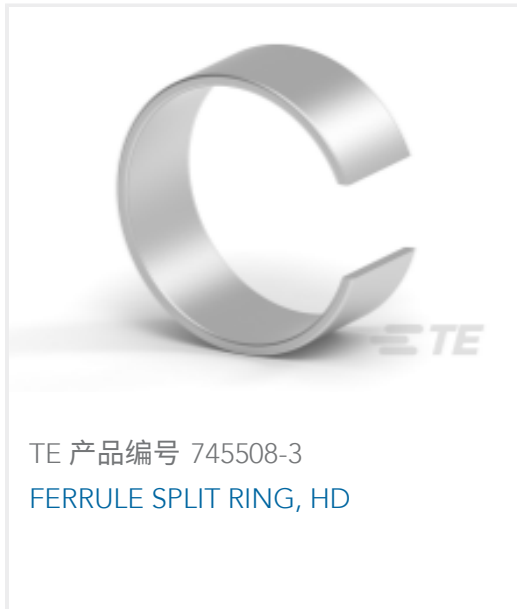 TE
TE 产品编号 745508-3
FERRULE SPLIT RING, HD